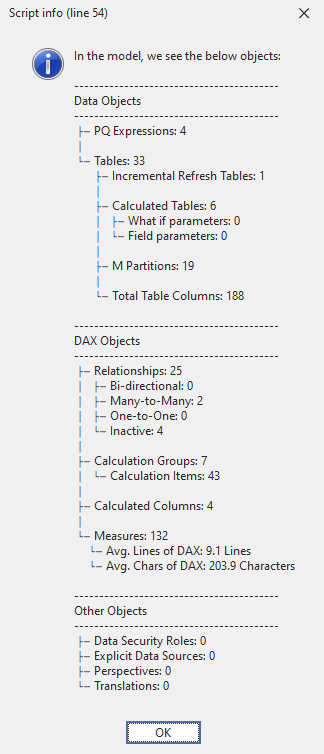 Script info (line 54)
In the model, we see the below objects:
-----------------------------------------
Data Objects
-----------------------------------------
├─ PQ Expressions: 4
│
└─ Tables: 33
├─ Incremental Refresh Tables: 1
│
├─ Calculated Tables: 6
│ ├─ What if parameters: 0
│ └─ Field parameters: 0
│
├─ M Partitions: 19
│
└─ Total Table Columns: 188
-----------------------------------------
DAX Objects
-----------------------------------------
├─ Relationships: 25
│ ├─ Bi-directional: 0
│ ├─ Many-to-Many: 2
│ ├─ One-to-One: 0
│ └─ Inactive: 4
│
├─ Calculation Groups: 7
│ └─ Calculation Items: 43
│
├─ Calculated Columns: 4
│
└─ Measures: 132
└─ Avg. Lines of DAX: 9.1 Lines
└─ Avg. Chars of DAX: 203.9 Characters
-----------------------------------------
Other Objects
-----------------------------------------
├─ Data Security Roles: 0
├─ Explicit Data Sources: 0
├─ Perspectives: 0
└─ Translations: 0
OK